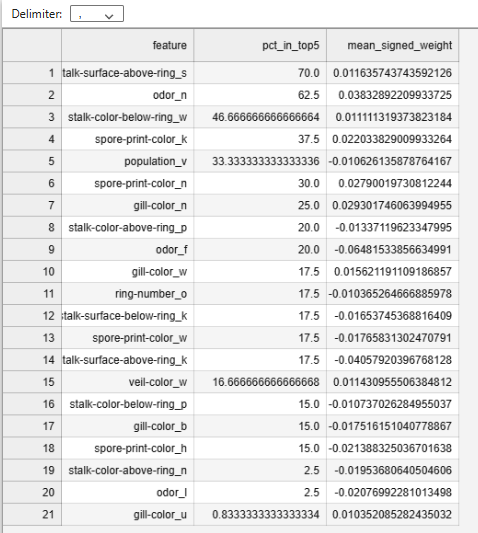 Delimiter: ,
feature pct_in_top5 mean_signed_weight
1 talk-surface-above-ring_s 70.0 0.011635743743592126
2 odor_n 62.5 0.03832892209933725
3 stalk-color-below-ring_w 46.666666666666664 0.011111319373823184
4 spore-print-color_k 37.5 0.022033829009933264
5 population_v 33.333333333333336 -0.010626135878764167
6 spore-print-color_n 30.0 0.02790019730812244
7 gill-color_n 25.0 0.029301746063994955
8 stalk-color-above-ring_p 20.0 -0.01337119623347995
9 odor_f 20.0 -0.06481533856634991
10 gill-color_w 17.5 0.015621191109186857
11 ring-number_o 17.5 -0.010365264666885978
12 talk-surface-below-ring_k 17.5 -0.01653745368816409
13 spore-print-color_w 17.5 -0.01765831302470791
14 talk-surface-above-ring_k 17.5 -0.04057920396768128
15 veil-color_w 16.666666666666668 0.011430955506384812
16 stalk-color-below-ring_p 15.0 -0.010737026284955037
17 gill-color_b 15.0 -0.017516151040778867
18 spore-print-color_h 15.0 -0.021388325036701638
19 stalk-color-above-ring_n 2.5 -0.01953680640504606
20 odor_l 2.5 -0.02076992281013498
21 gill-color_u 0.8333333333333334 0.010352085282435032